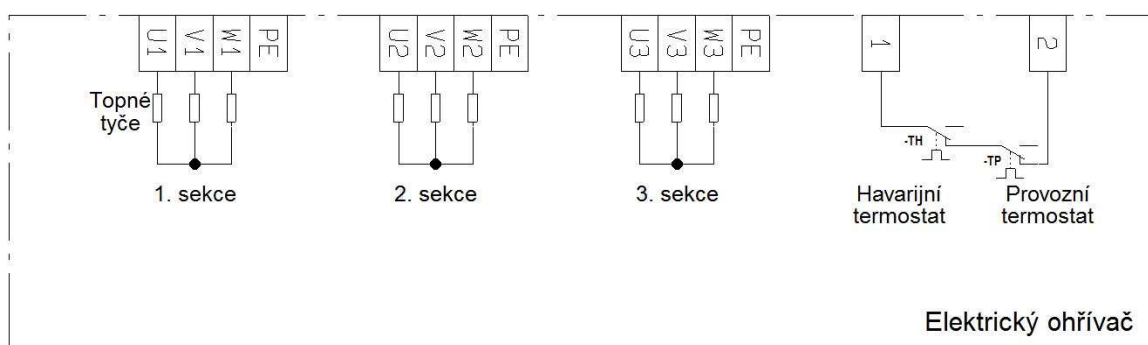 U1 V1 W1 PE U2 V2 W2 PE U3 V3 W3 PE 1 2
Topné
tyče
-TH
-TP
1. sekce 2. sekce 3. sekce
Havarijní
termostat
Provozní
termostat
Elektrický ohřívač